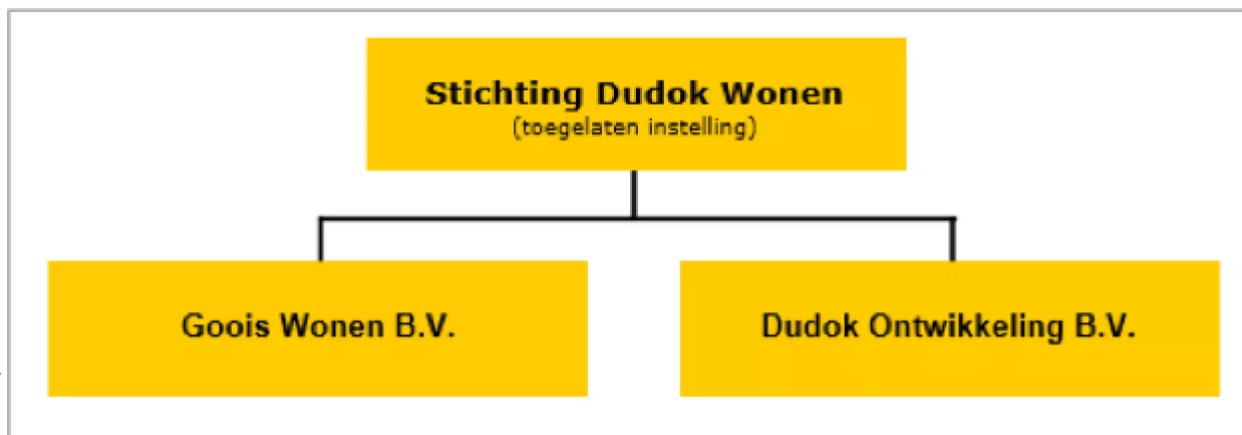 Stichting Dudok Wonen
(toegelaten instelling)
Goois Wonen B.V.
Dudok Ontwikkeling B.V.